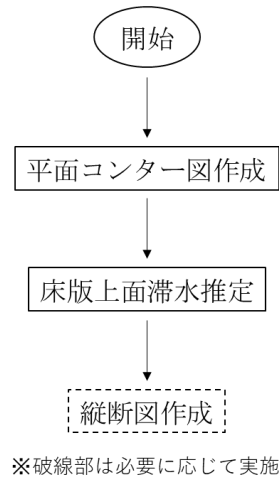 開始
平面コンター図作成
床版上面滞水推定
縦断図作成
※破線部は必要に応じて実施